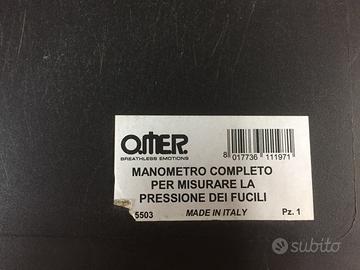 O.ME.R.
BREATHLESS EMOTIONS
8 017736 111971
MANOMETRO COMPLETO
PER MISURARE LA
PRESSIONE DEI FUCILI
5503 MADE IN ITALY Pz. 1
subito